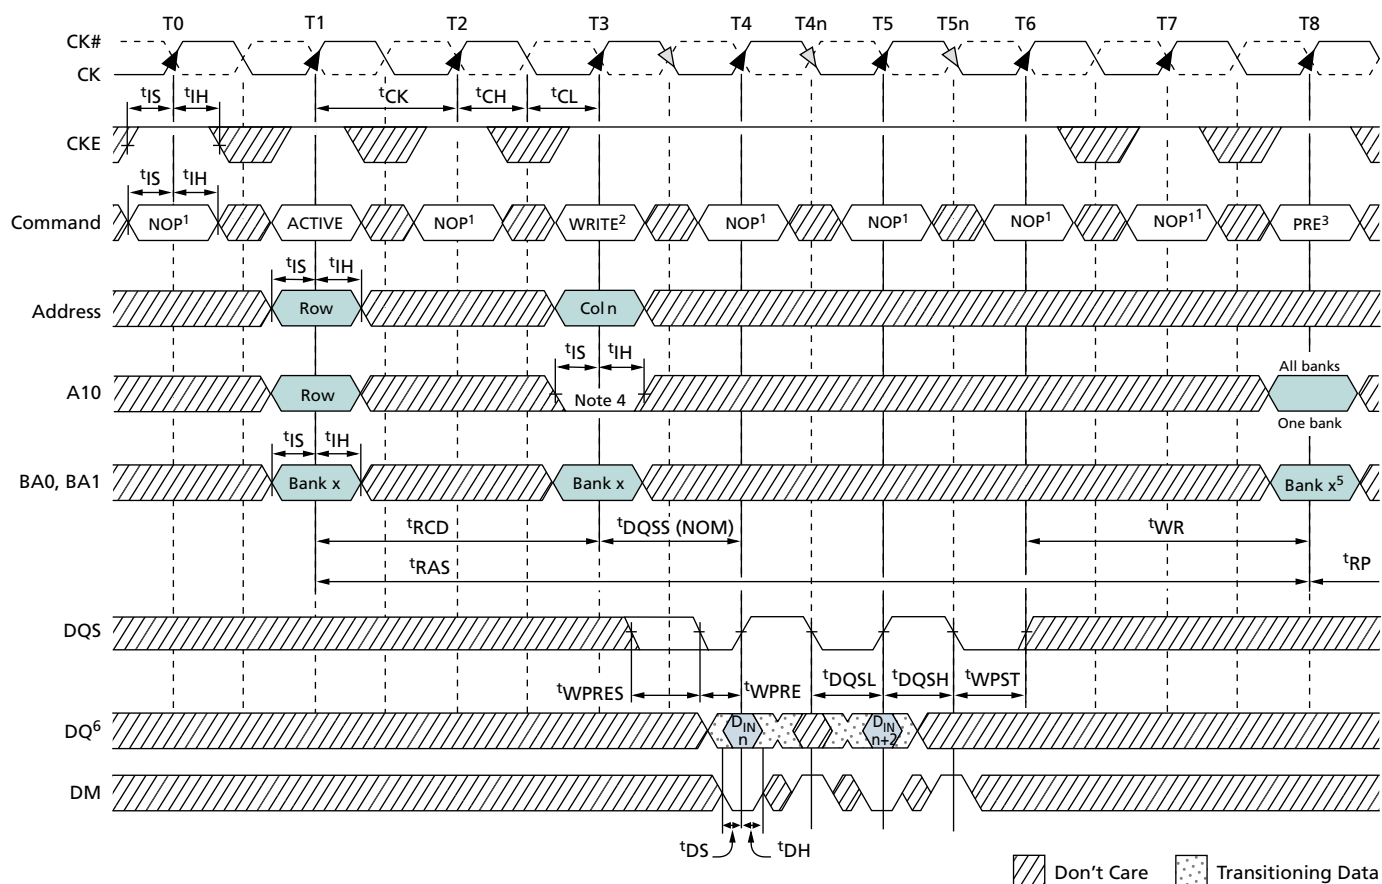 T0 T1 T2 T3 T4 T4n T5 T5n T6 T7 T8
CK#
CK
tIS tIH tCK tCH tCL
CKE
tIS tIH
Command NOP1 ACTIVE NOP1 WRITE2 NOP1 NOP1 NOP1 NOP11 PRE3
tIS tIH
Address Row Col n
tIS tIH All banks
A10 Row Note 4
One bank
tIS tIH
BA0, BA1 Bank x Bank x Bank x5
tRCD tDQSS (NOM) tWR
tRAS tRP
DQS
tWPRES tWPRE tDQSL tDQSH tWPST
DQ6 DIN n DIN n+2
DM
tDS tDH
Don't Care Transitioning Data